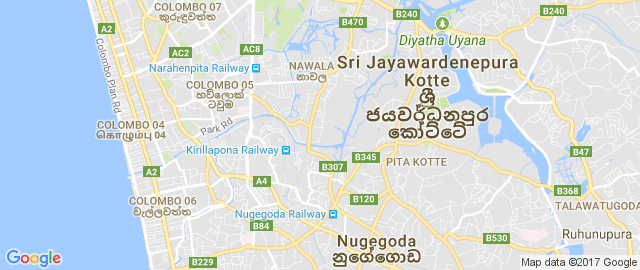 COLOMBO 07
කුරුඳුවත්ත
A2
B470
B240
B240
Diyatha Uyana
AC8
AC2
Narahenpita Railway
NAWALA
නාවල
Sri Jayawardenepura
Kotte
ශ්‍රී
ජයවර්ධනපුර
කෝට්ටේ
Colombo Plan Rd
COLOMBO 05
හැව්ලොක්
ටවුම
Park Rd
COLOMBO 04
கொழும்பு 04
Kirillapona Railway
B307
B345
PITA KOTTE
B47
A2
A4
B120
B368
COLOMBO 06
වැල්ලවත්ත
TALAWATUGODA
Nugegoda Railway
B84
B229
Nugegoda
නුගේගොඩ
B530
Ruhunupura
Google
Map data ©2017 Google